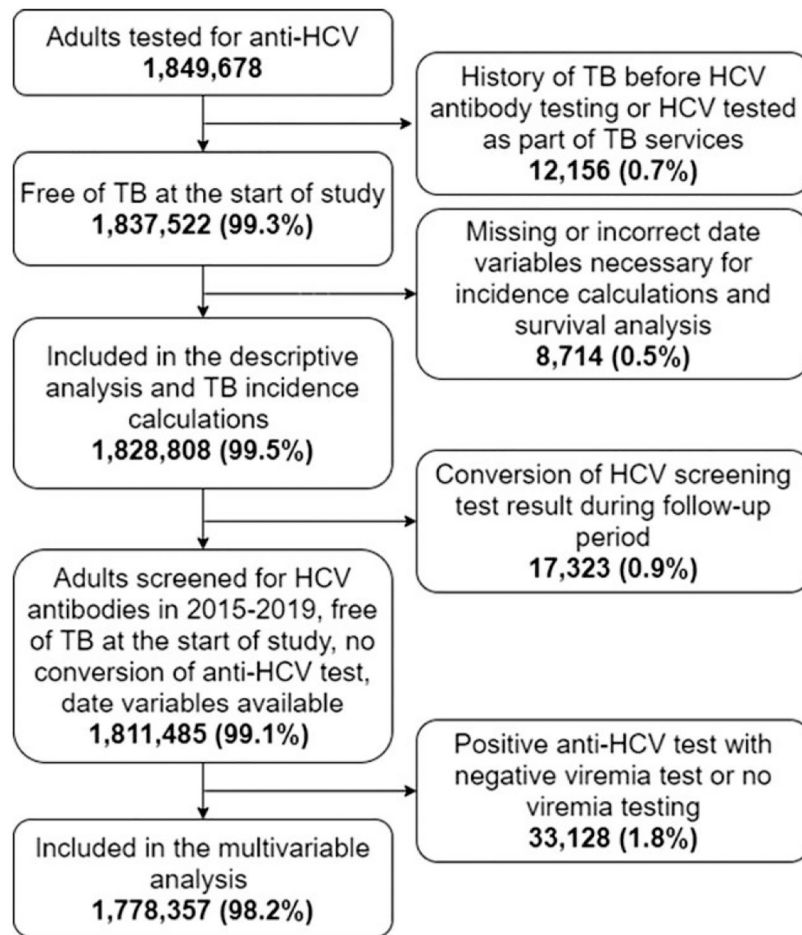 Adults tested for anti-HCV
1,849,678
History of TB before HCV
antibody testing or HCV tested
as part of TB services
12,156 (0.7%)
Free of TB at the start of study
1,837,522 (99.3%)
Missing or incorrect date
variables necessary for
incidence calculations and
survival analysis
8,714 (0.5%)
Included in the descriptive
analysis and TB incidence
calculations
1,828,808 (99.5%)
Conversion of HCV screening
test result during follow-up
period
17,323 (0.9%)
Adults screened for HCV
antibodies in 2015-2019, free
of TB at the start of study, no
conversion of anti-HCV test,
date variables available
1,811,485 (99.1%)
Positive anti-HCV test with
negative viremia test or no
viremia testing
33,128 (1.8%)
Included in the multivariable
analysis
1,778,357 (98.2%)